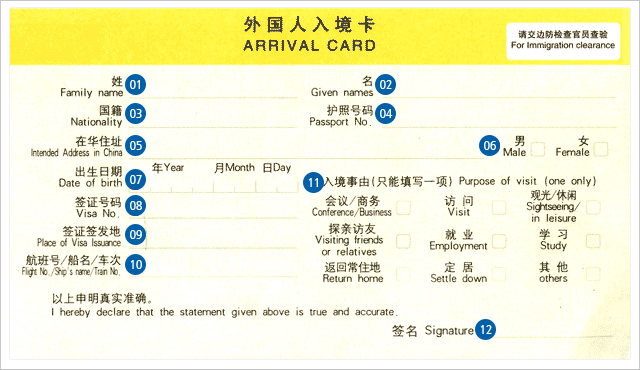 外国人入境卡
ARRIVAL CARD
请交边防检查官员查验
For Immigration clearance
姓 01 名 02
Family name Given names
国籍 03 护照号码 04
Nationality Passport No.
在华住址 05 06 男 女
Intended Address in China Male Female
出生日期 07 年Year 月Month 日Day
Date of birth
11 入境事由(只能填写一项) Purpose of visit (one only)
签证号码 08
Visa No.
签证签发地 09
Place of Visa Issuance
航班号/船名/车次 10
Flight No./Ship's name/Train No.
会议/商务 访问 观光/休闲
Conference/Business Visit Sightseeing/
in leisure
探亲访友 就业 学习
Visiting friends Employment Study
or relatives
返回常住地 定居 其他
Return home Settle down others
以上申明真实准确。
I hereby declare that the statement given above is true and accurate.
签名 Signature 12